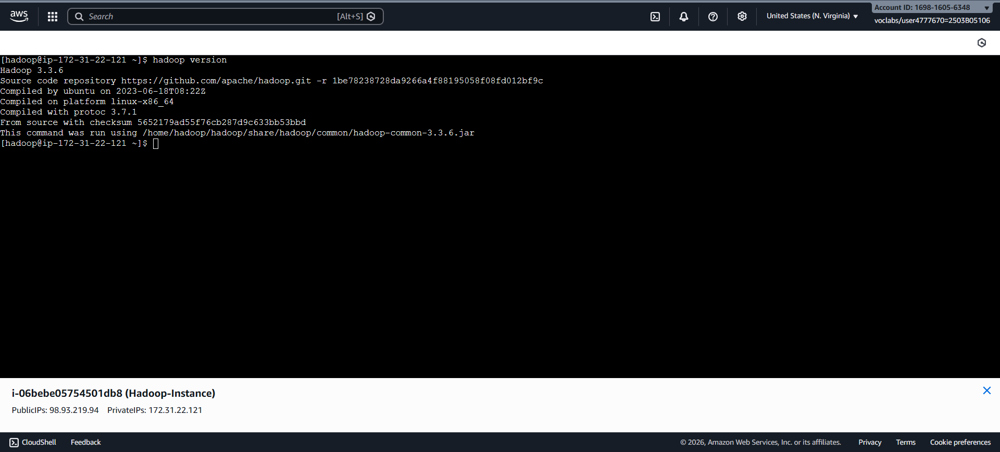 aws
Search [Alt+S]
United States (N. Virginia)
Account ID: 1698-1605-6348
voclabs/user4777670=2503B05106
[hadoop@ip-172-31-22-121 ~]$ hadoop version
Hadoop 3.3.6
Source code repository https://github.com/apache/hadoop.git -r 1be78238728da9266a4f88195058f08fd012bf9c
Compiled by ubuntu on 2023-06-18T08:22Z
Compiled on platform linux-x86_64
Compiled with protoc 3.7.1
From source with checksum 5652179ad55f76cb287d9c633bb53bbd
This command was run using /home/hadoop/hadoop/share/hadoop/common/hadoop-common-3.3.6.jar
[hadoop@ip-172-31-22-121 ~]$
i-06bebe05754501db8 (Hadoop-Instance)
PublicIPs: 98.93.219.94 PrivateIPs: 172.31.22.121
CloudShell Feedback © 2026, Amazon Web Services, Inc. or its affiliates. Privacy Terms Cookie preferences